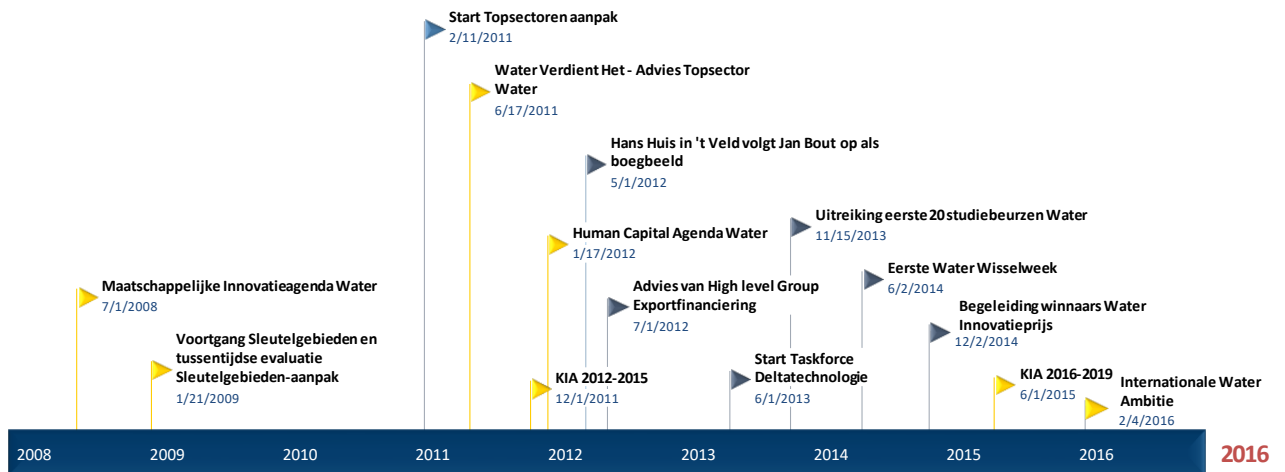 Start Topsectoren aanpak
2/11/2011
Water Verdient Het - Advies Topsector
Water
6/17/2011
Hans Huis in 't Veld volgt Jan Bout op als
boegbeeld
5/1/2012
Uitreiking eerste 20 studiebeurzen Water
11/15/2013
Human Capital Agenda Water
1/17/2012
Eerste Water Wisselweek
6/2/2014
Maatschappelijke Innovatieagenda Water
7/1/2008
Advies van High level Group
Exportfinanciering
7/1/2012
Begeleiding winnaars Water
Innovatieprijs
12/2/2014
Voortgang Sleutelgebieden en
tussentijdse evaluatie
Sleutelgebieden-aanpak
1/21/2009
Start Taskforce
Deltatechnologie
6/1/2013
KIA 2012-2015
12/1/2011
KIA 2016-2019
6/1/2015
Internationale Water
Ambitie
2/4/2016
2008 2009 2010 2011 2012 2013 2014 2015 2016 2016